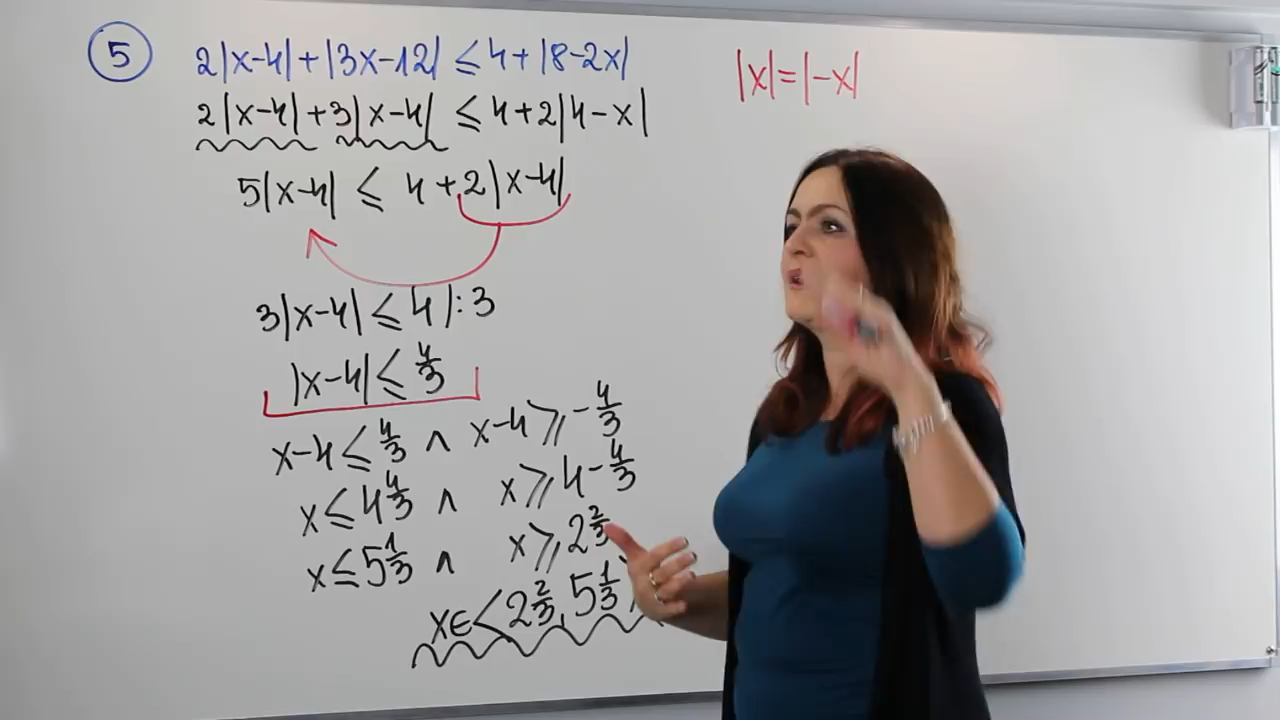 5 2|x-4|+|3x-12| ≤ 4+|8-2x|
|x|=|-x|
2|x-4|+3|x-4| ≤ 4+2|4-x|
5|x-4| ≤ 4+2|x-4|
3|x-4| ≤ 4 |:3
|x-4| ≤ 4/3
x-4 ≤ 4/3 ∧ x-4 ⩾ -4/3
x ≤ 4 4/3 ∧ x ⩾ 4-4/3
x ≤ 5 1/3 ∧ x ⩾ 2 2/3
x∈<2 2/3, 5 1/3